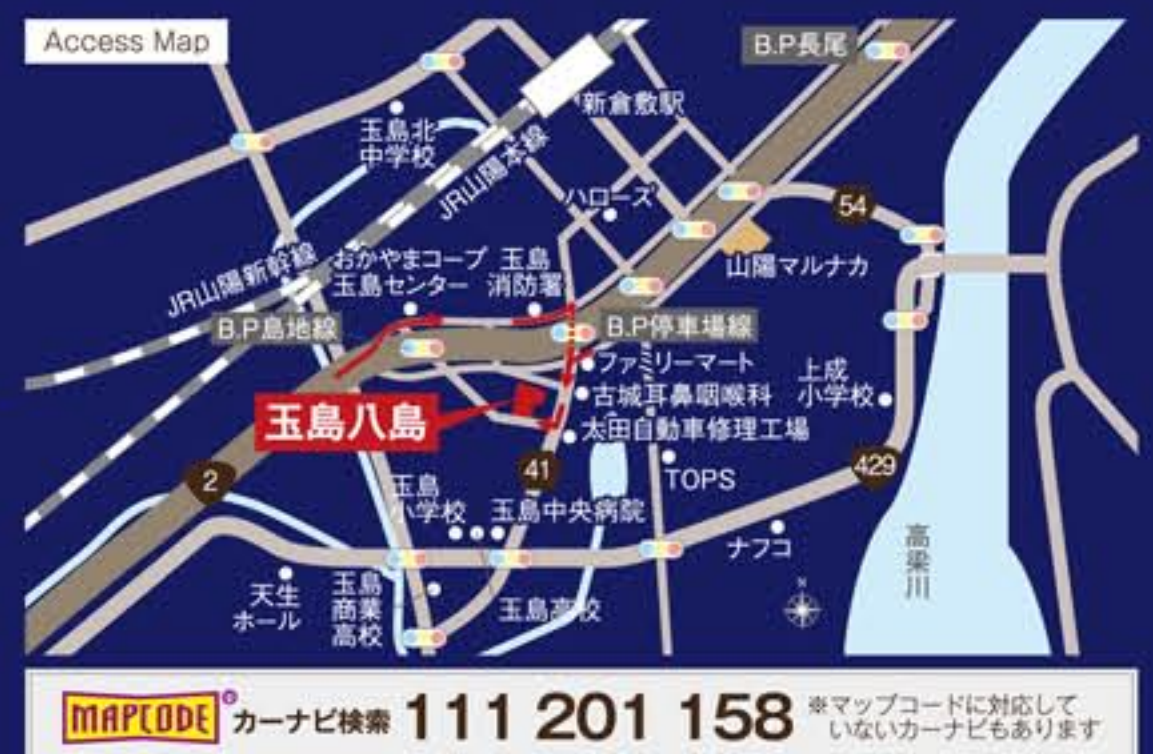 Access Map
B.P長尾
新倉敷駅
玉島北
中学校
JR山陽本線
ハローズ
54
JR山陽新幹線
おかやまコープ
玉島センター
玉島
消防署
山陽マルナカ
B.P島地線
B.P停車場線
ファミリーマート
上成
小学校
古城耳鼻咽喉科
玉島八島
太田自動車修理工場
2
41
TOPS
429
玉島
小学校
玉島中央病院
ナフコ
高梁川
天生
ホール
玉島
商業
高校
玉島高校
N
MAPCODE®
カーナビ検索 111 201 158
※マップコードに対応して
いないカーナビもあります